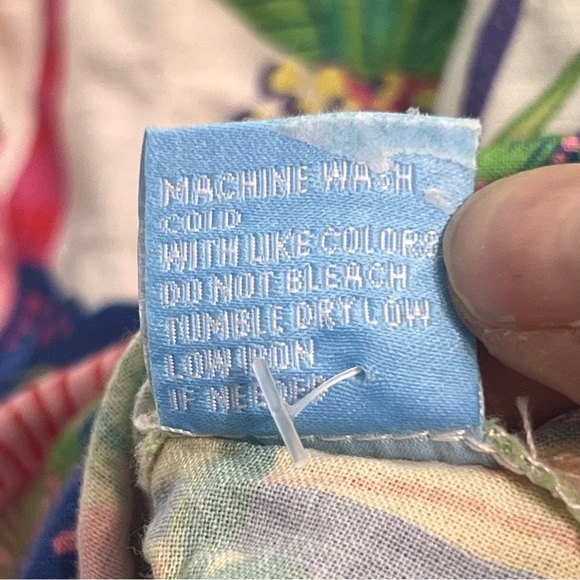 MACHINE WASH
COLD
WITH LIKE COLORS
DO NOT BLEACH
TUMBLE DRY LOW
LOW IRON
IF NEEDED